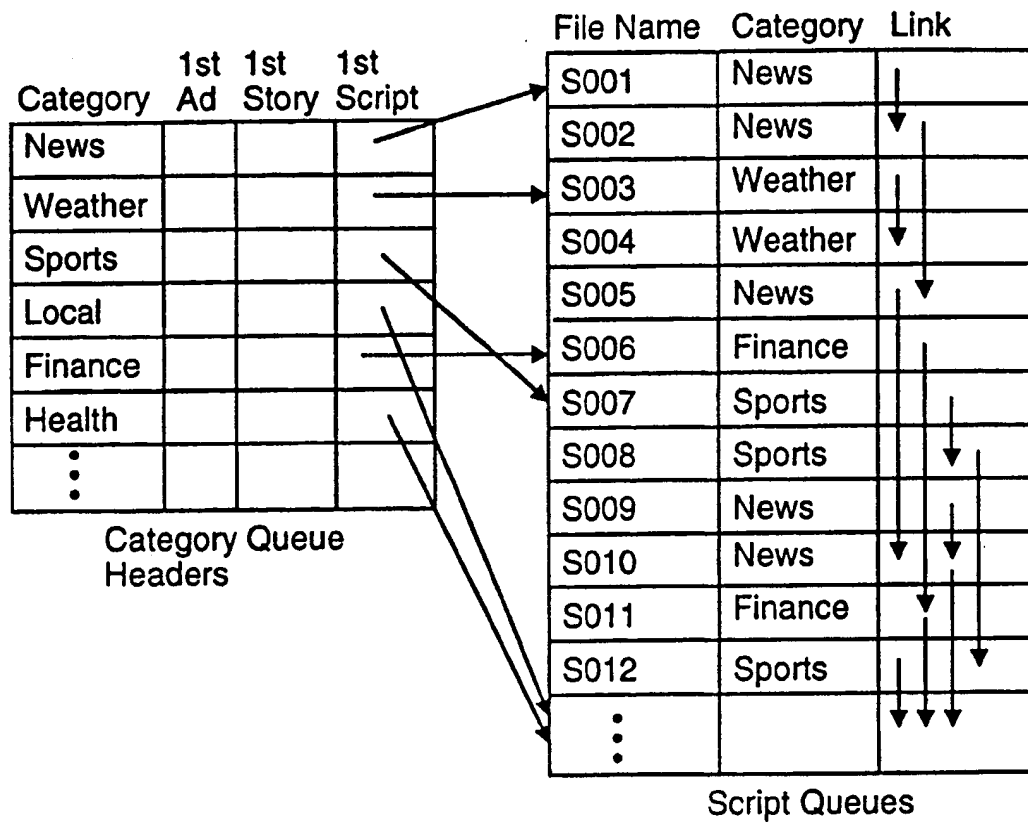 1st 1st 1st
Category Ad Story Script
News
Weather
Sports
Local
Finance
Health
Category Queue
Headers
File Name Category Link
S001 News
S002 News
S003 Weather
S004 Weather
S005 News
S006 Finance
S007 Sports
S008 Sports
S009 News
S010 News
S011 Finance
S012 Sports
Script Queues